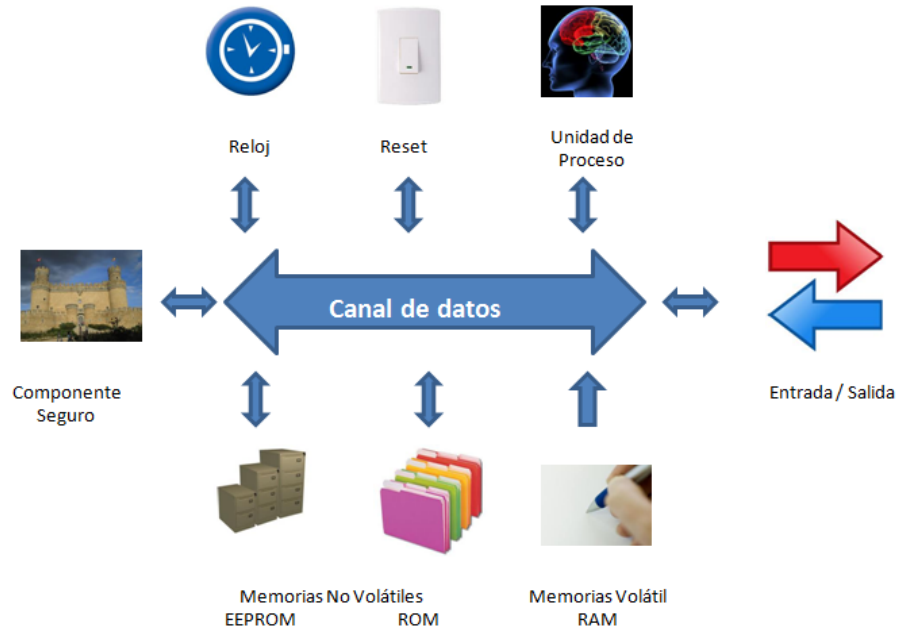 Reloj
Reset
Unidad de
Proceso
Canal de datos
Componente
Seguro
Entrada / Salida
Memorias No Volátiles
EEPROM
ROM
Memorias Volátil
RAM